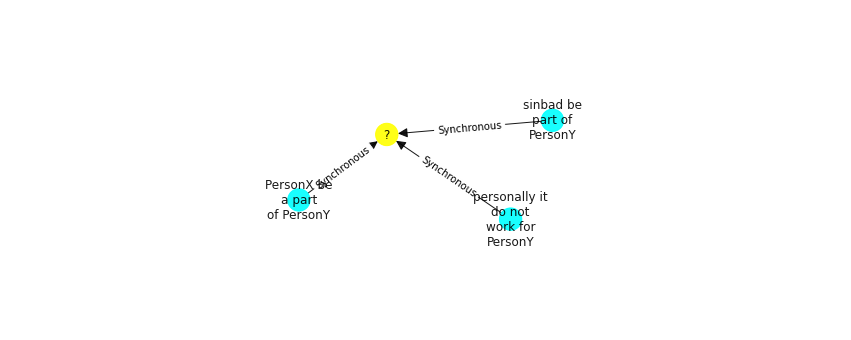 sinbad be
part of
PersonY
Synchronous
?
Synchronous
Synchronous
PersonX be
a part
of PersonY
personally it
do not
work for
PersonY